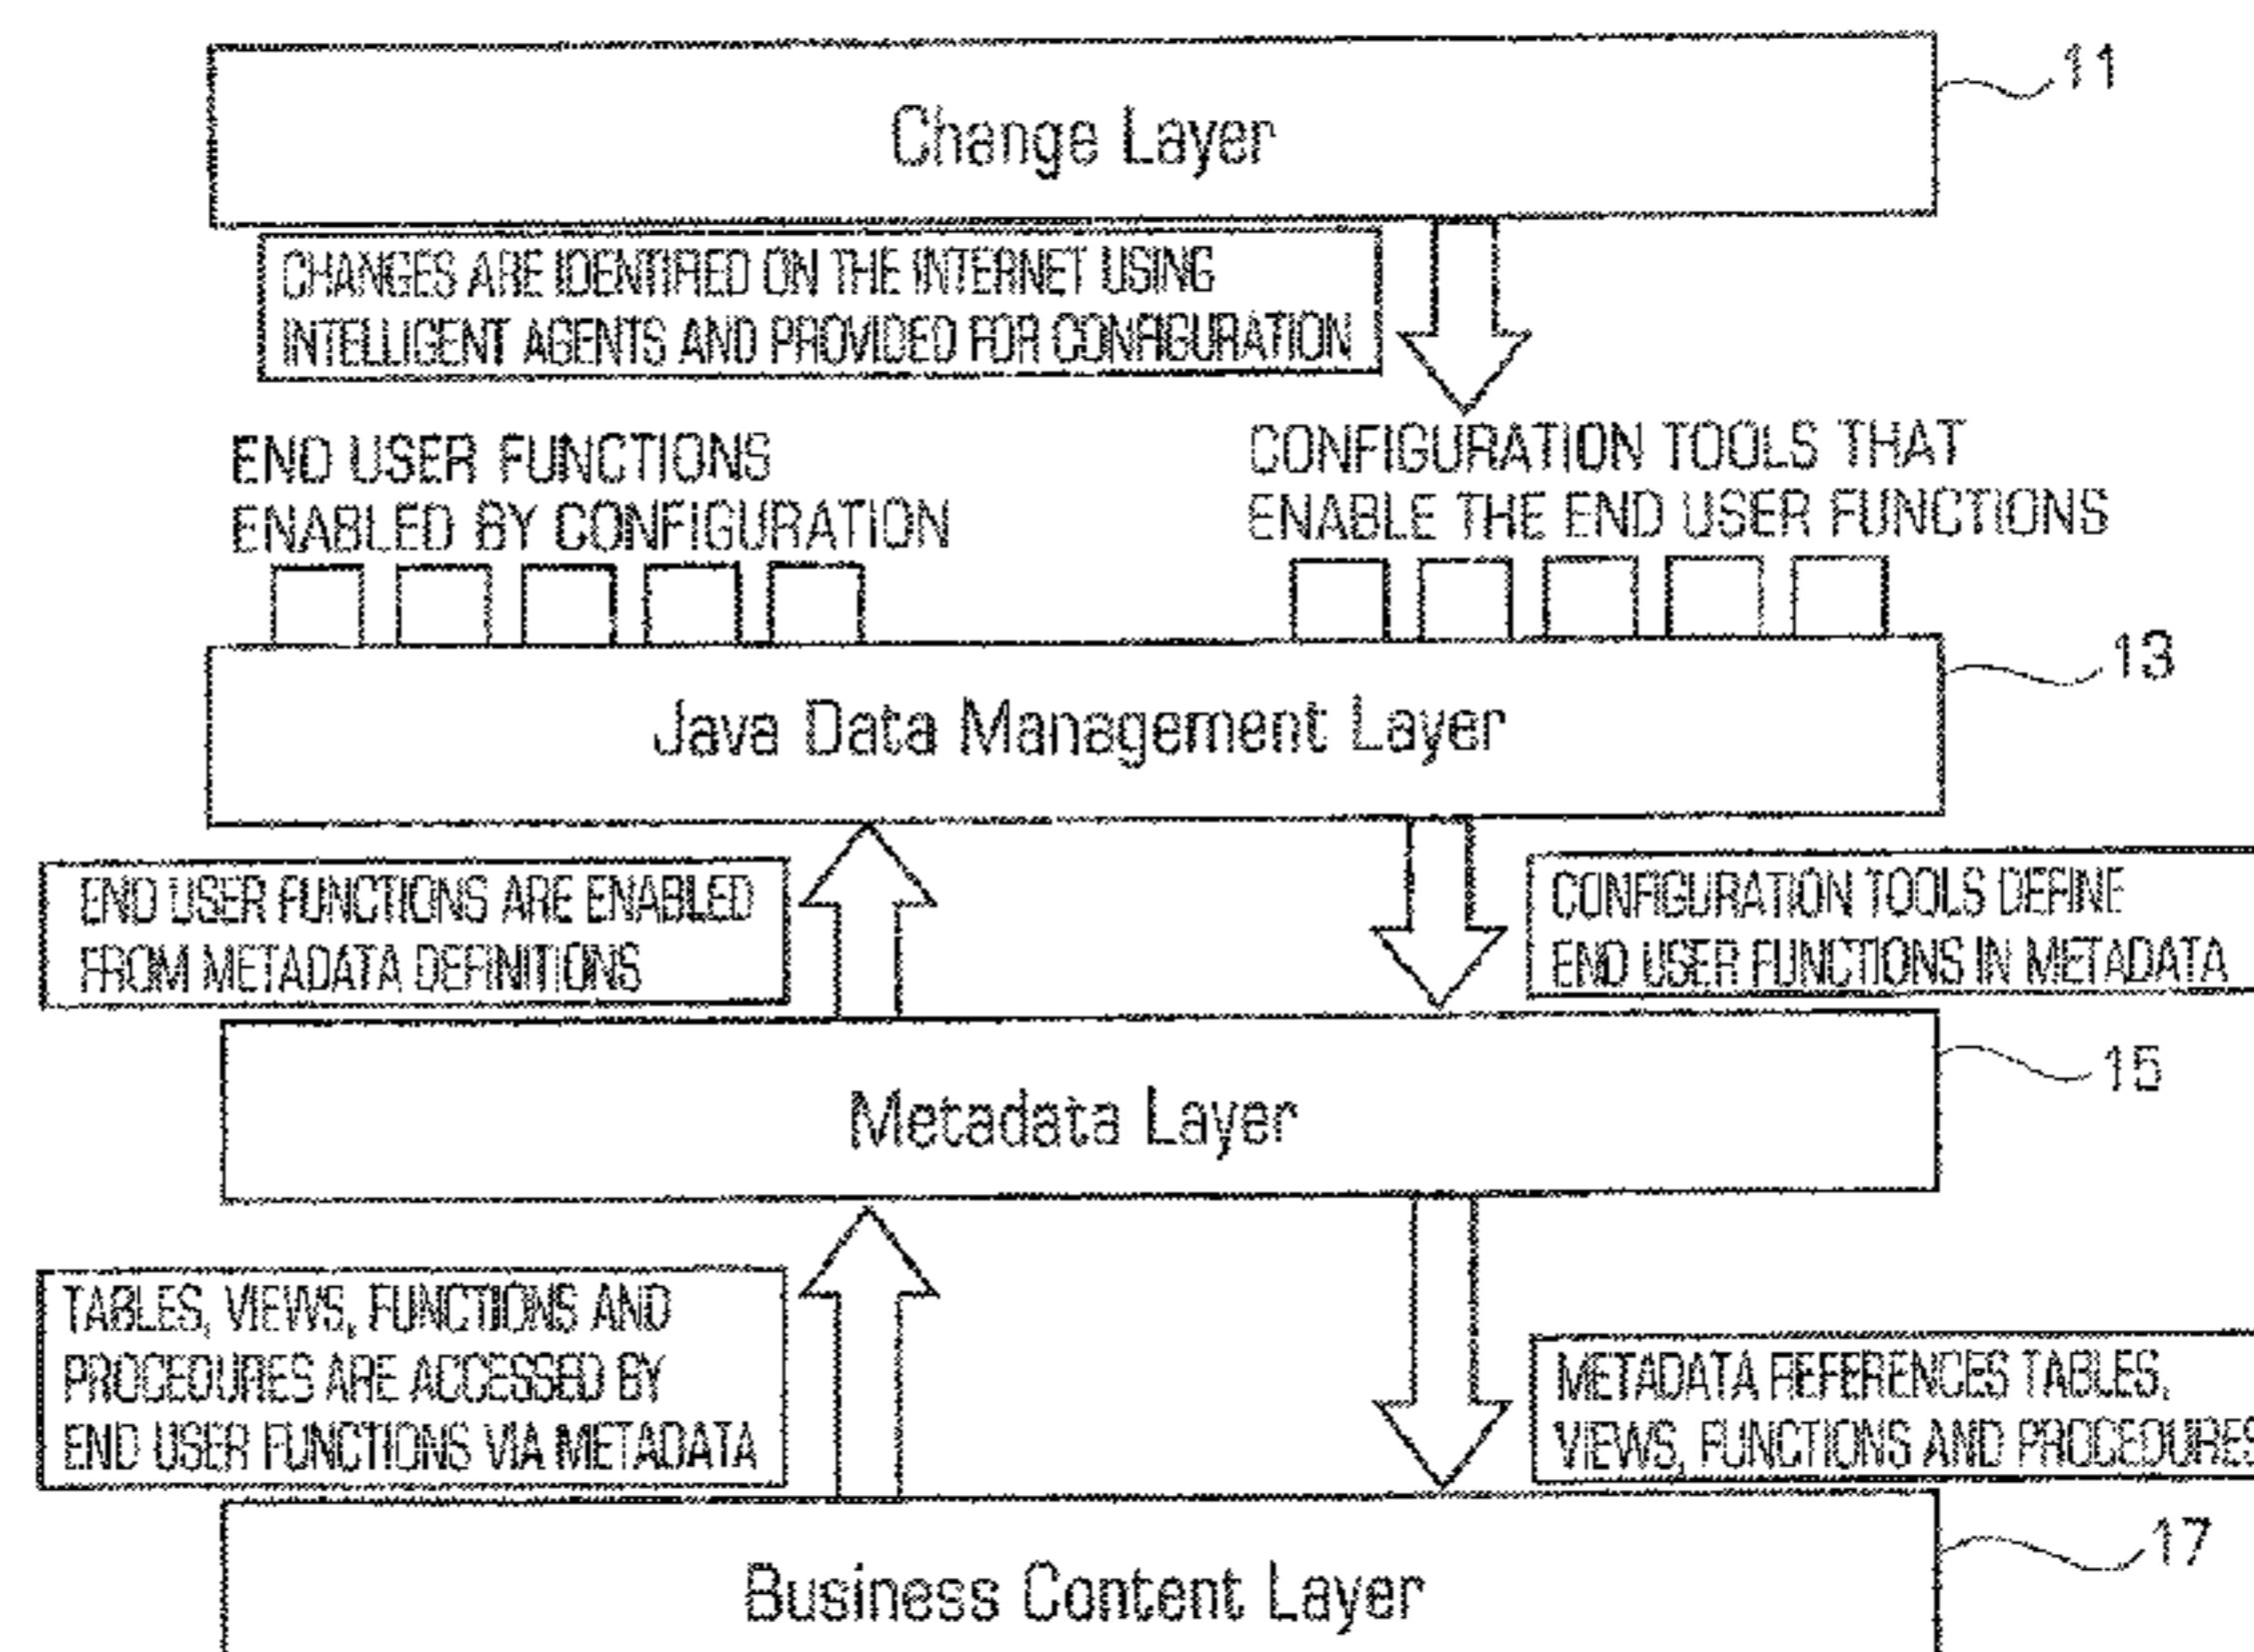 11
Change Layer
CHANGES ARE IDENTIFIED ON THE INTERNET USING
INTELLIGENT AGENTS AND PROVIDED FOR CONFIGURATION
END USER FUNCTIONS
ENABLED BY CONFIGURATION
CONFIGURATION TOOLS THAT
ENABLE THE END USER FUNCTIONS
13
Java Data Management Layer
END USER FUNCTIONS ARE ENABLED
FROM METADATA DEFINITIONS
CONFIGURATION TOOLS DEFINE
END USER FUNCTIONS IN METADATA
15
Metadata Layer
TABLES, VIEWS, FUNCTIONS AND
PROCEDURES ARE ACCESSED BY
END USER FUNCTIONS VIA METADATA
METADATA REFERENCES TABLES,
VIEWS, FUNCTIONS AND PROCEDURES
17
Business Content Layer